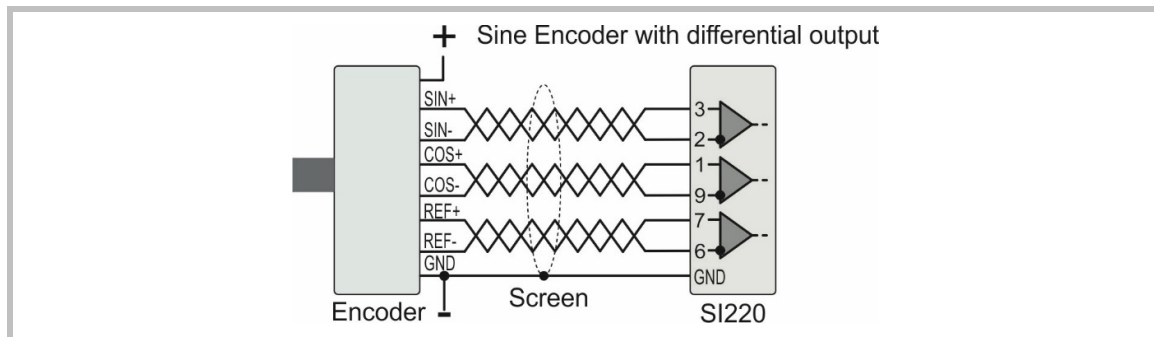 + Sine Encoder with differential output
SIN+
3
SIN-
2
COS+
1
COS-
9
REF+
7
REF-
6
GND
GND
Screen
Encoder -
SI220